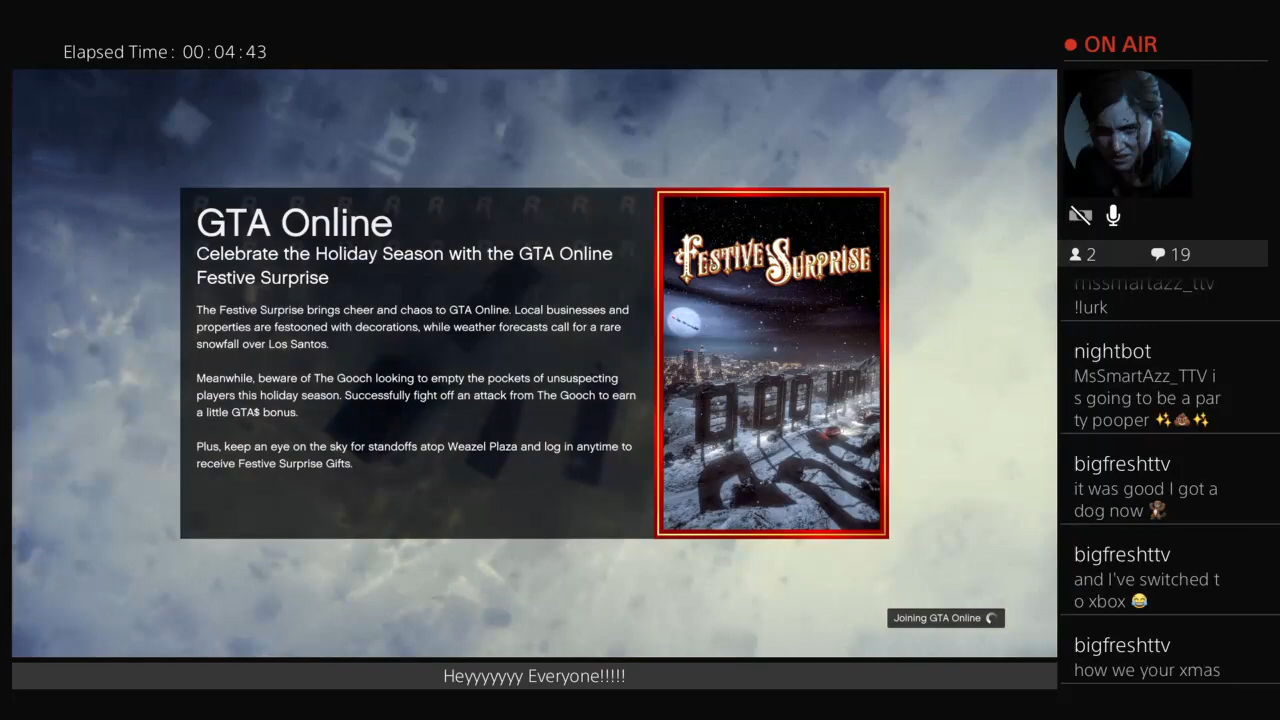 Elapsed Time: 00:04:43
ON AIR
GTA Online
Celebrate the Holiday Season with the GTA Online
Festive Surprise
The Festive Surprise brings cheer and chaos to GTA Online. Local businesses and
properties are festooned with decorations, while weather forecasts call for a rare
snowfall over Los Santos.
Meanwhile, beware of The Gooch looking to empty the pockets of unsuspecting
players this holiday season. Successfully fight off an attack from The Gooch to earn
a little GTA$ bonus.
Plus, keep an eye on the sky for standoffs atop Weazel Plaza and log in anytime to
receive Festive Surprise Gifts.
FESTIVE SURPRISE
Joining GTA Online
Heyyyyyyy Everyone!!!!!
2 19
mssmartazz_ttv
!lurk
nightbot
MsSmartAzz_TTV i
s going to be a par
ty pooper ✨💩✨
bigfreshttv
it was good I got a
dog now 🐒
bigfreshttv
and I've switched t
o xbox 😂
bigfreshttv
how we your xmas